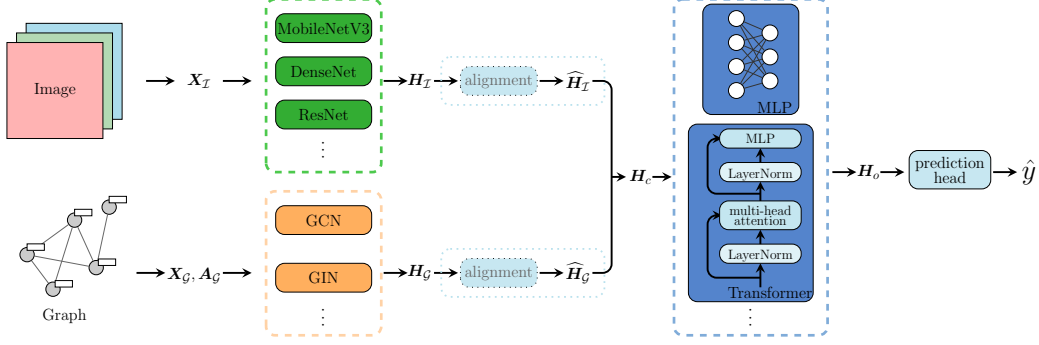 Image
X_I
MobileNetV3
DenseNet
ResNet
⋮
H_I
alignment
Ĥ_I
Graph
X_G, A_G
GCN
GIN
⋮
H_G
alignment
Ĥ_G
H_c
MLP
MLP
LayerNorm
multi-head
attention
LayerNorm
Transformer
⋮
H_o
prediction
head
ŷ